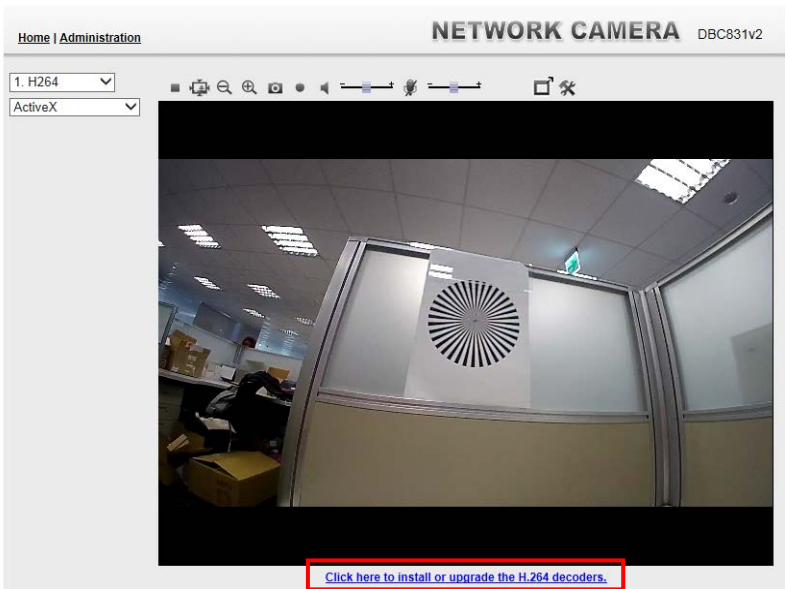 Home | Administration
NETWORK CAMERA DBC831v2
1. H264
ActiveX
Click here to install or upgrade the H.264 decoders.